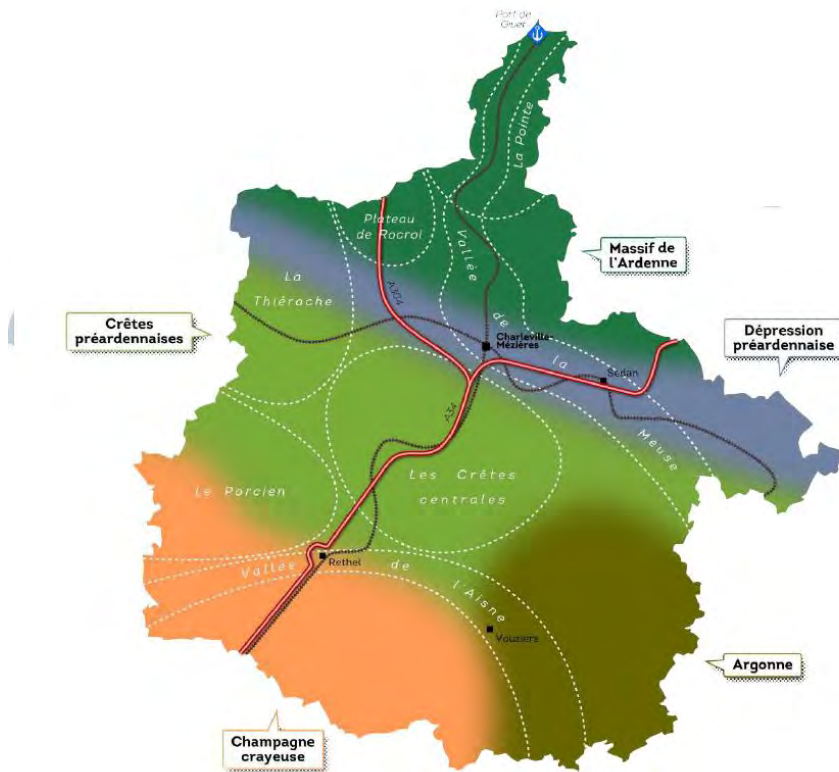 Port de
Givet
La Pointe
Plateau
de Rocroi
Vallée
de
la
Meuse
Massif de
l'Ardenne
La
Thiérache
A304
Crêtes
préardennaises
Charleville
Mézières
Dépression
préardennaise
Sedan
A34
Les Crêtes
centrales
Le Porcien
Rethel
Vallée
de
l'Aisne
Vouziers
Argonne
Champagne
crayeuse